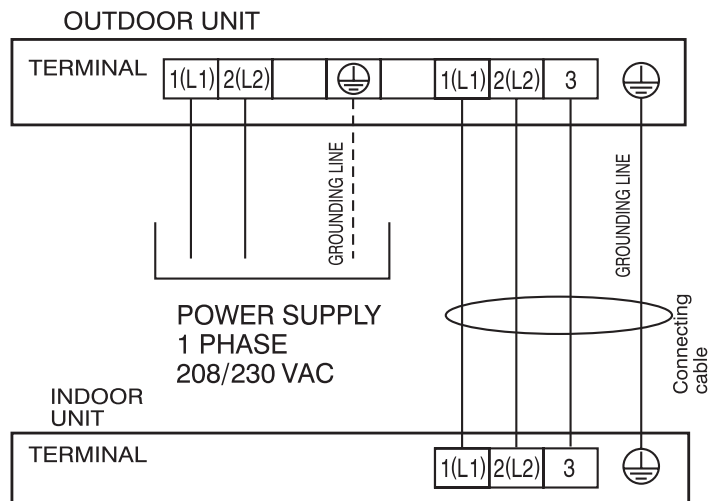 OUTDOOR UNIT
TERMINAL
1(L1) 2(L2)
1(L1) 2(L2) 3
GROUNDING LINE
GROUNDING LINE
POWER SUPPLY
1 PHASE
208/230 VAC
Connecting
cable
INDOOR
UNIT
TERMINAL
1(L1) 2(L2) 3